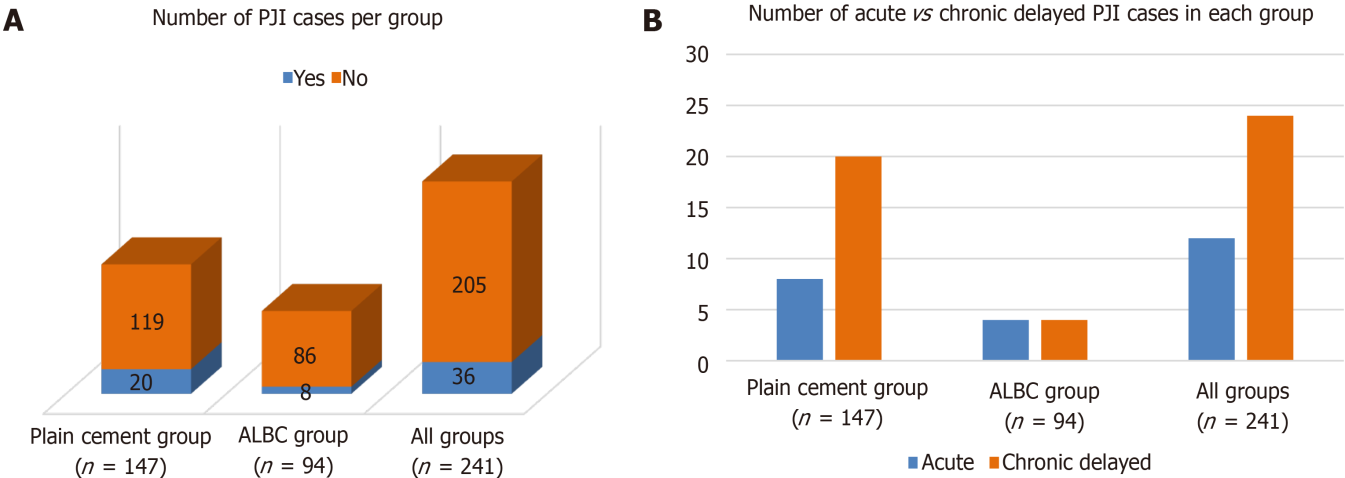 A
Number of PJI cases per group
Yes No
119
20
86
8
205
36
Plain cement group
(n = 147)
ALBC group
(n = 94)
All groups
(n = 241)
B
Number of acute vs chronic delayed PJI cases in each group
30
25
20
15
10
5
0
Plain cement group
(n = 147)
ALBC group
(n = 94)
All groups
(n = 241)
Acute Chronic delayed